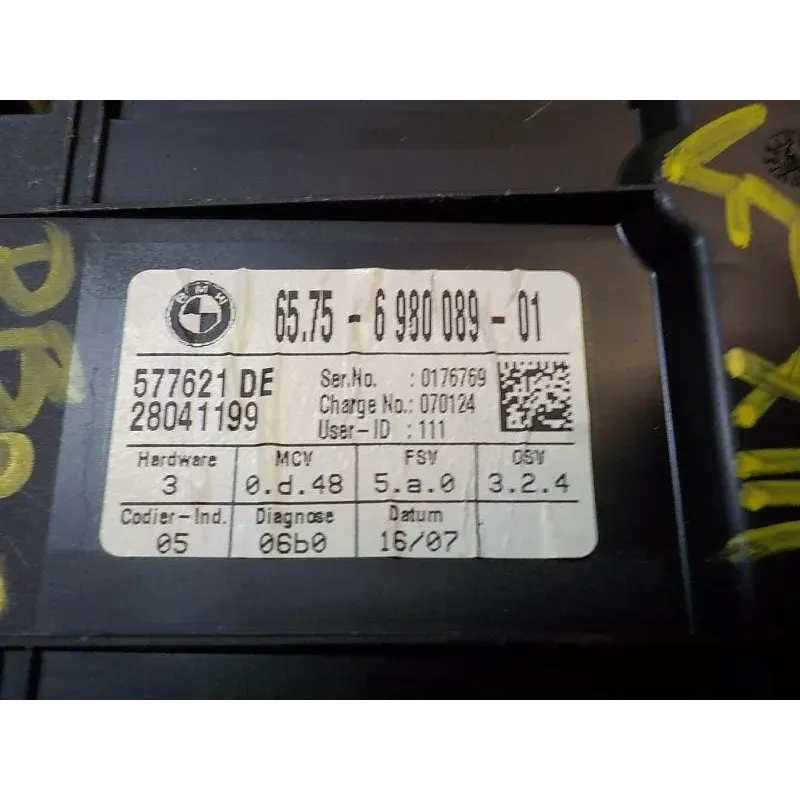 BMW
65.75 - 6 980 089 - 01
577621 DE
28041199
Ser.No. : 0176769
Charge No.: 070124
User-ID : 111
Hardware MCV FSV OSV
3 0.d.48 5.a.0 3.2.4
Codier-Ind. Diagnose Datum
05 06b0 16/07